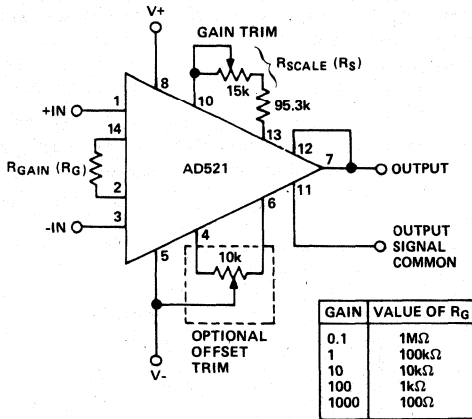 V+
GAIN TRIM
RSCALE (RS)
15k
95.3k
8
10
13
+IN
1
14
RGAIN (RG)
2
-IN
3
AD521
12
7
OUTPUT
11
6
4
5
OUTPUT
SIGNAL
COMMON
10k
OPTIONAL
OFFSET
TRIM
V-
GAIN VALUE OF RG
0.1 1MΩ
1 100kΩ
10 10kΩ
100 1kΩ
1000 100Ω